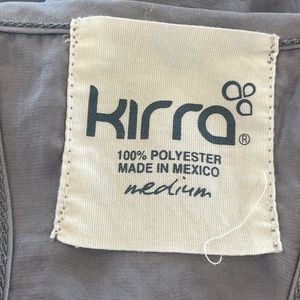 kirra®
100% POLYESTER
MADE IN MEXICO
medium